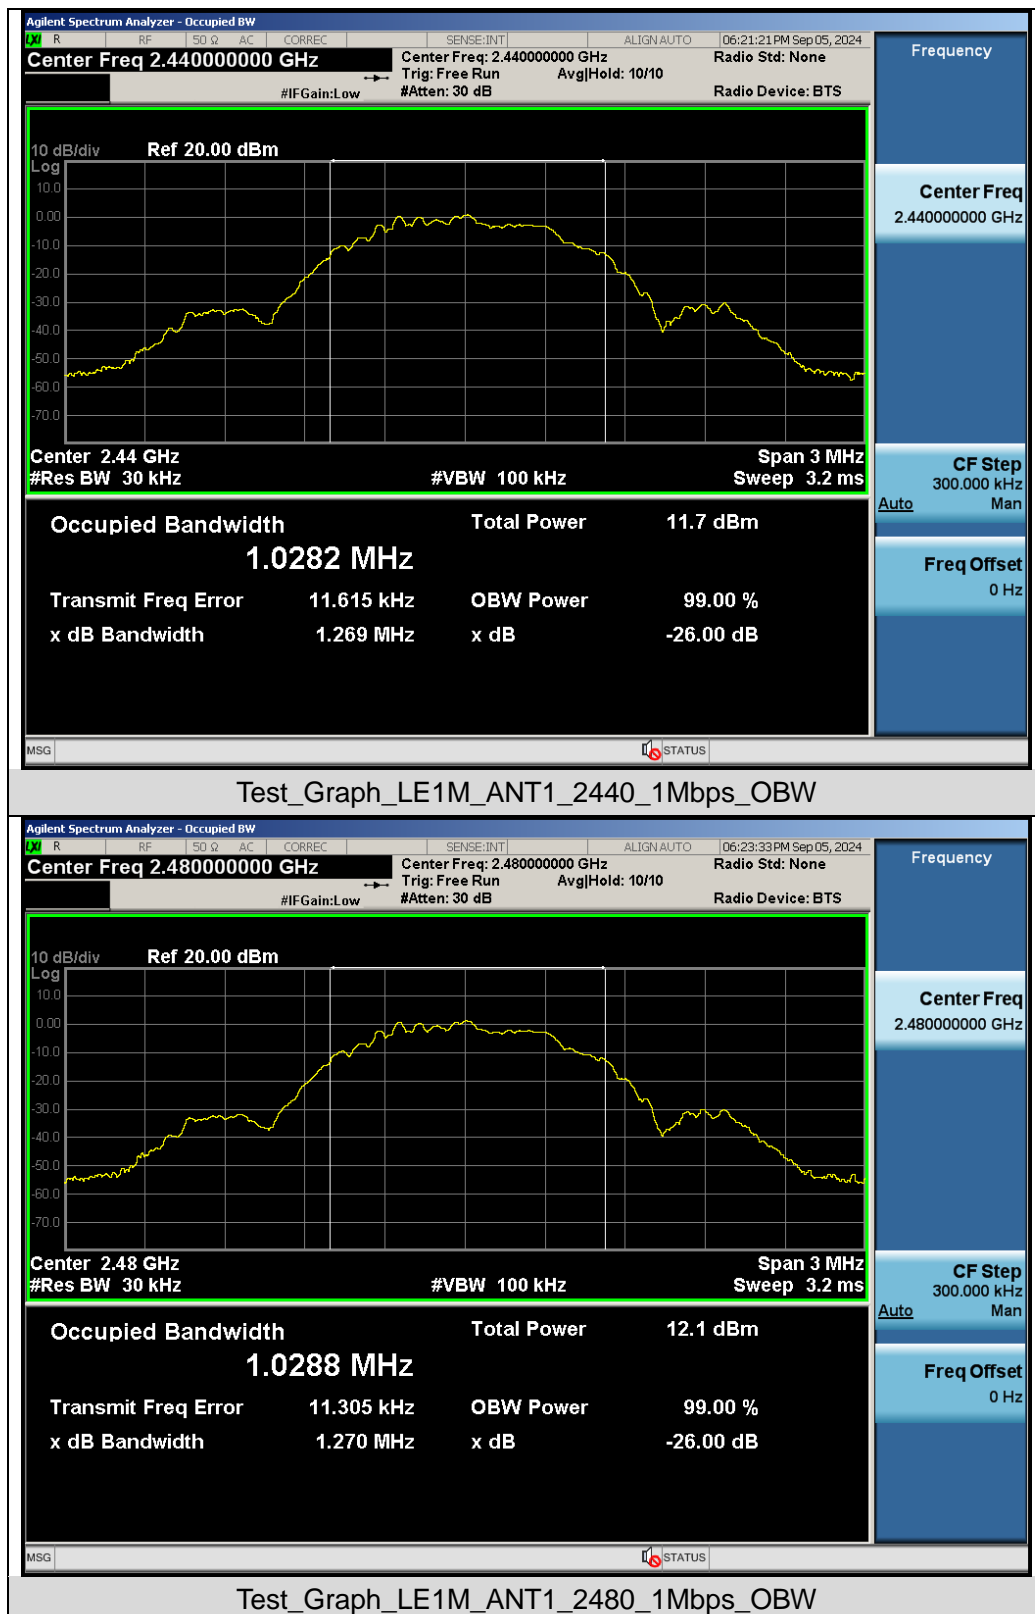 Agilent Spectrum Analyzer - Occupied BW
LXI R RF 50 Ω AC CORREC SENSE:INT ALIGN AUTO 06:21:21 PM Sep 05, 2024
Center Freq 2.440000000 GHz Center Freq: 2.440000000 GHz Radio Std: None
Trig: Free Run Avg|Hold: 10/10
#IFGain:Low #Atten: 30 dB Radio Device: BTS
Frequency
10 dB/div Ref 20.00 dBm
Log
10.0
0.00
-10.0
-20.0
-30.0
-40.0
-50.0
-60.0
-70.0
Center 2.44 GHz Span 3 MHz
#Res BW 30 kHz #VBW 100 kHz Sweep 3.2 ms
Center Freq
2.440000000 GHz
CF Step
300.000 kHz
Auto Man
Freq Offset
0 Hz
Occupied Bandwidth Total Power 11.7 dBm
1.0282 MHz
Transmit Freq Error 11.615 kHz OBW Power 99.00 %
x dB Bandwidth 1.269 MHz x dB -26.00 dB
MSG STATUS
Test_Graph_LE1M_ANT1_2440_1Mbps_OBW
Agilent Spectrum Analyzer - Occupied BW
LXI R RF 50 Ω AC CORREC SENSE:INT ALIGN AUTO 06:23:33 PM Sep 05, 2024
Center Freq 2.480000000 GHz Center Freq: 2.480000000 GHz Radio Std: None
Trig: Free Run Avg|Hold: 10/10
#IFGain:Low #Atten: 30 dB Radio Device: BTS
Frequency
10 dB/div Ref 20.00 dBm
Log
10.0
0.00
-10.0
-20.0
-30.0
-40.0
-50.0
-60.0
-70.0
Center 2.48 GHz Span 3 MHz
#Res BW 30 kHz #VBW 100 kHz Sweep 3.2 ms
Center Freq
2.480000000 GHz
CF Step
300.000 kHz
Auto Man
Freq Offset
0 Hz
Occupied Bandwidth Total Power 12.1 dBm
1.0288 MHz
Transmit Freq Error 11.305 kHz OBW Power 99.00 %
x dB Bandwidth 1.270 MHz x dB -26.00 dB
MSG STATUS
Test_Graph_LE1M_ANT1_2480_1Mbps_OBW